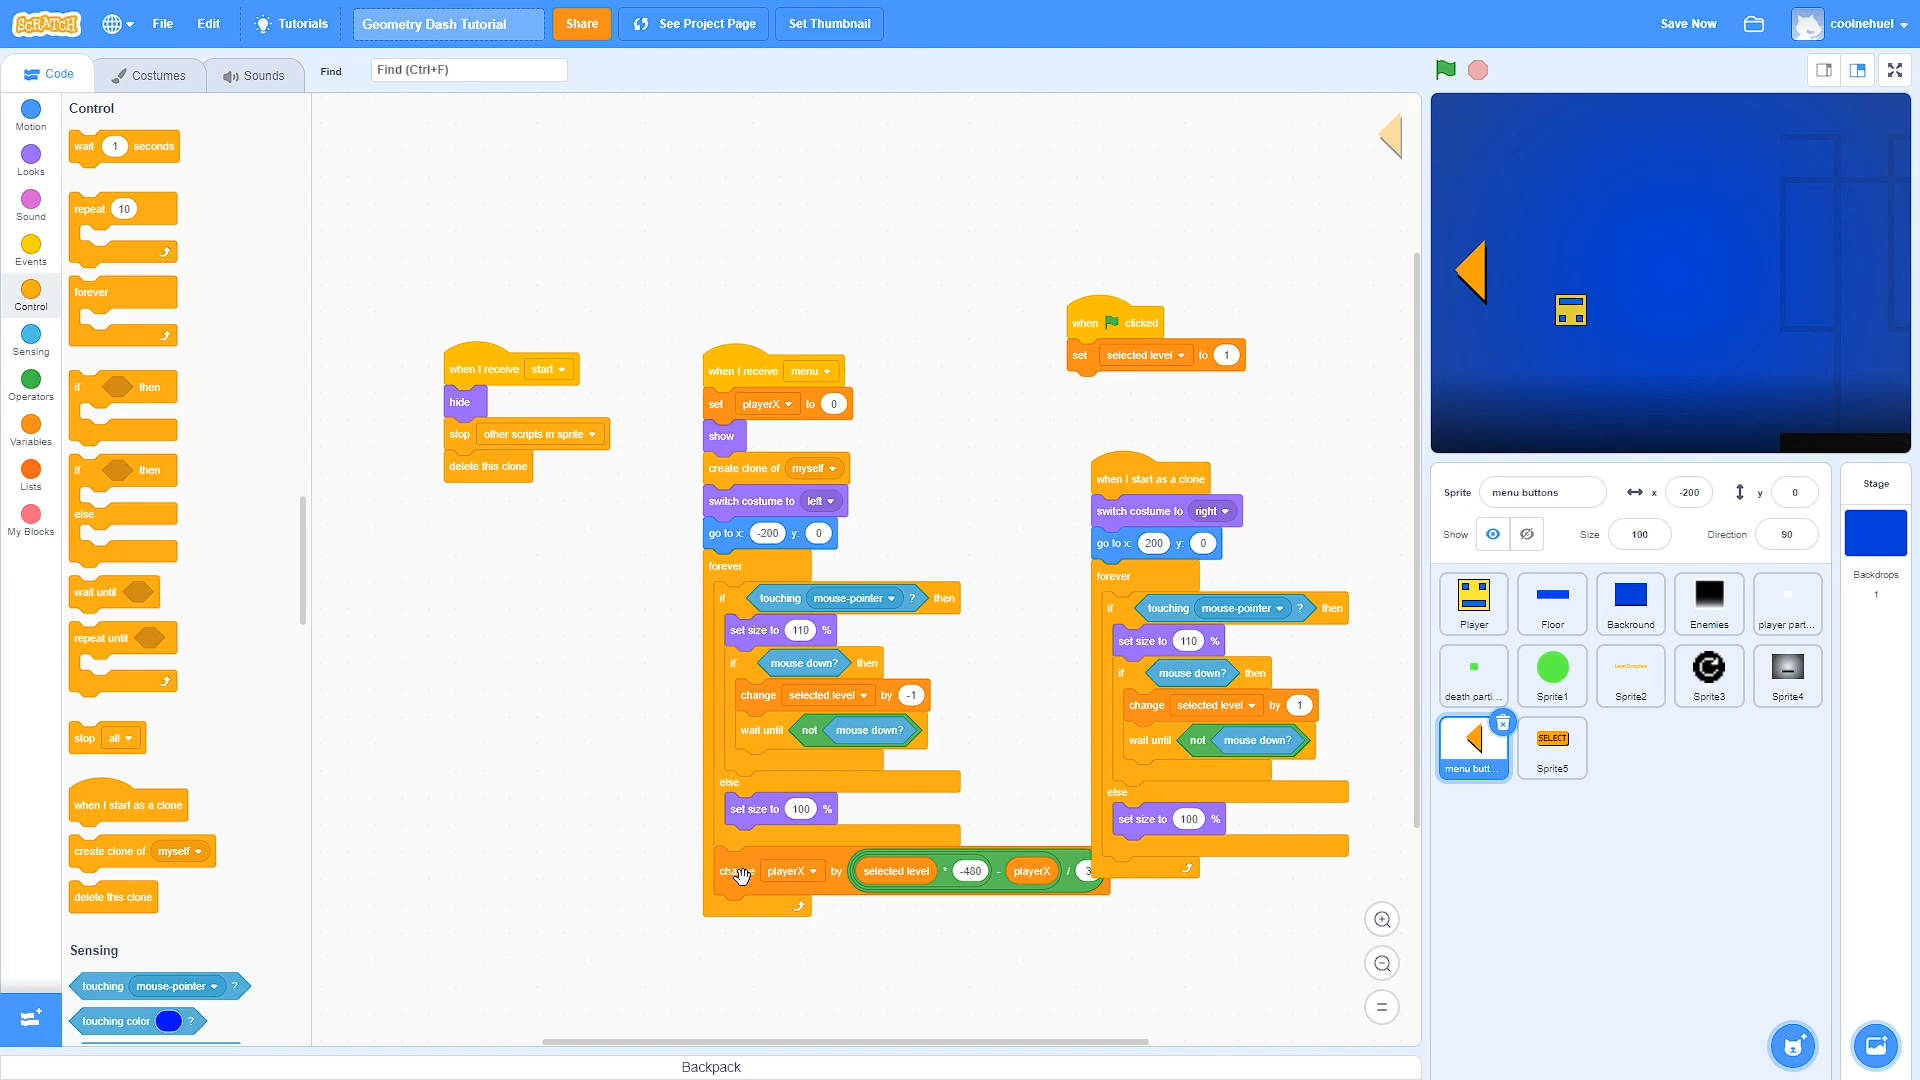 SCRATCH
File
Edit
Tutorials
Geometry Dash Tutorial
Share
See Project Page
Set Thumbnail
Save Now
coolnehuel
Code
Costumes
Sounds
Find
Find (Ctrl+F)
Motion
Looks
Sound
Events
Control
Sensing
Operators
Variables
Lists
My Blocks
Control
wait 1 seconds
repeat 10
forever
if then
if then
else
wait until
repeat until
stop all
when I start as a clone
create clone of myself
delete this clone
Sensing
touching mouse-pointer ?
touching color ?
when I receive start
hide
stop other scripts in sprite
delete this clone
when I receive menu
set playerX to 0
show
create clone of myself
switch costume to left
go to x: -200 y: 0
forever
if touching mouse-pointer ? then
set size to 110 %
if mouse down? then
change selected level by -1
wait until not mouse down?
else
set size to 100 %
playerX by selected level * -480 - playerX / 3
when clicked
set selected level to 1
when I start as a clone
switch costume to right
go to x: 200 y: 0
forever
if touching mouse-pointer ? then
set size to 110 %
if mouse down? then
change selected level by 1
wait until not mouse down?
else
set size to 100 %
Backpack
Sprite menu buttons x -200 y 0
Show Size 100 Direction 90
Player
Floor
Backround
Enemies
player part...
death parti...
Sprite1
Level Complete
Sprite2
Sprite3
Sprite4
menu butt...
SELECT
Sprite5
Stage
Backdrops
1